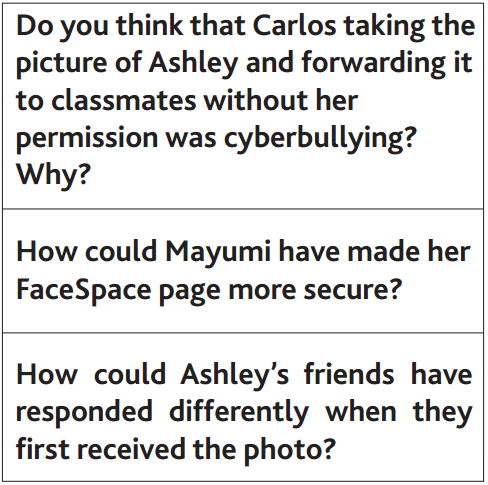 Do you think that Carlos taking the
picture of Ashley and forwarding it
to classmates without her
permission was cyberbullying?
Why?
How could Mayumi have made her
FaceSpace page more secure?
How could Ashley's friends have
responded differently when they
first received the photo?